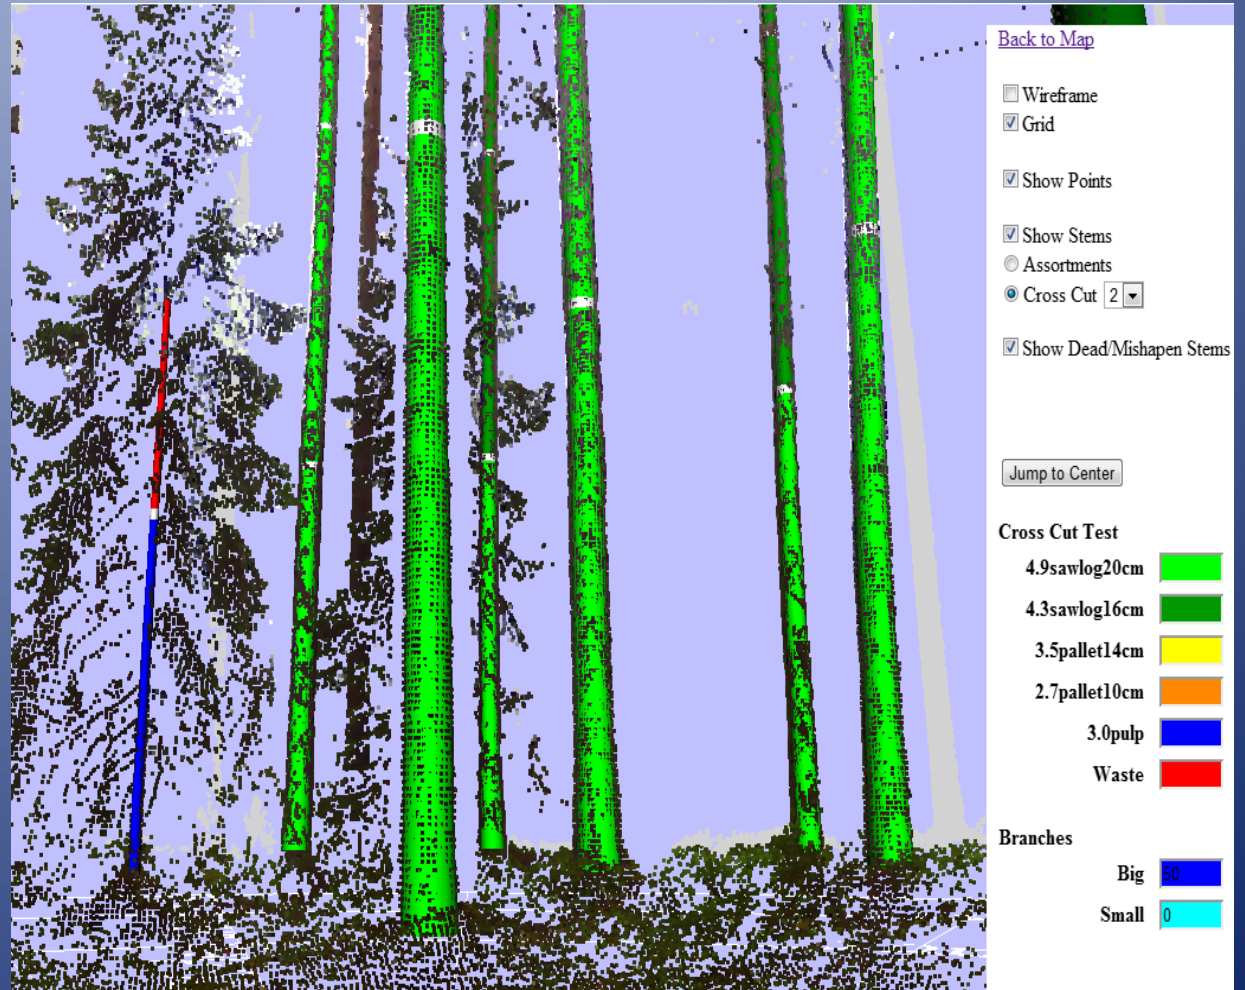 Back to Map
Wireframe
Grid
Show Points
Show Stems
Assortments
Cross Cut 2
Show Dead/Mishapen Stems
Jump to Center
Cross Cut Test
4.9sawlog20cm
4.3sawlog16cm
3.5pallet14cm
2.7pallet10cm
3.0pulp
Waste
Branches
Big 50
Small 0